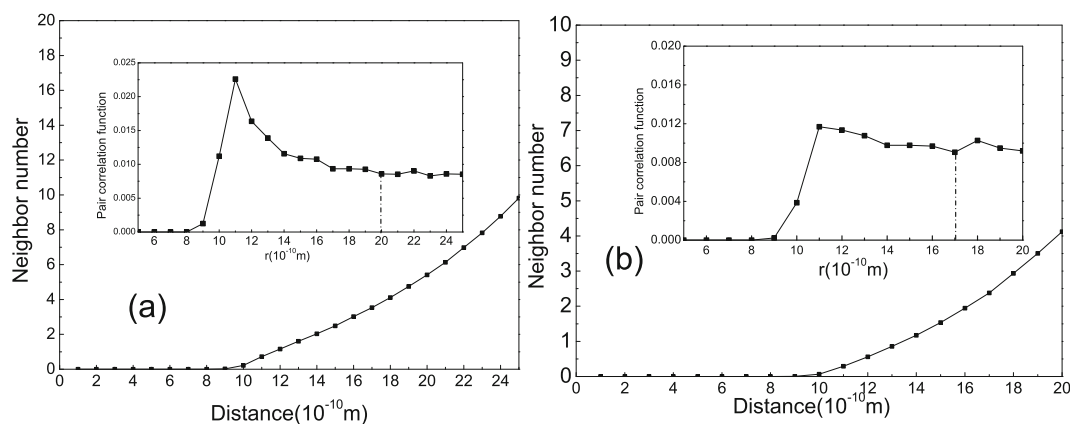 20
18
16
14
12
10
8
6
4
2
0
Neighbor number
0 2 4 6 8 10 12 14 16 18 20 22 24
Distance(10⁻¹⁰m)
(a)
0.025
0.020
0.015
0.010
0.005
0.000
Pair correlation function
6 8 10 12 14 16 18 20 22 24
r(10⁻¹⁰m)
10
9
8
7
6
5
4
3
2
1
0
Neighbor number
0 2 4 6 8 10 12 14 16 18 20
Distance(10⁻¹⁰m)
(b)
0.020
0.016
0.012
0.008
0.004
0.000
Pair correlation function
6 8 10 12 14 16 18 20
r(10⁻¹⁰m)